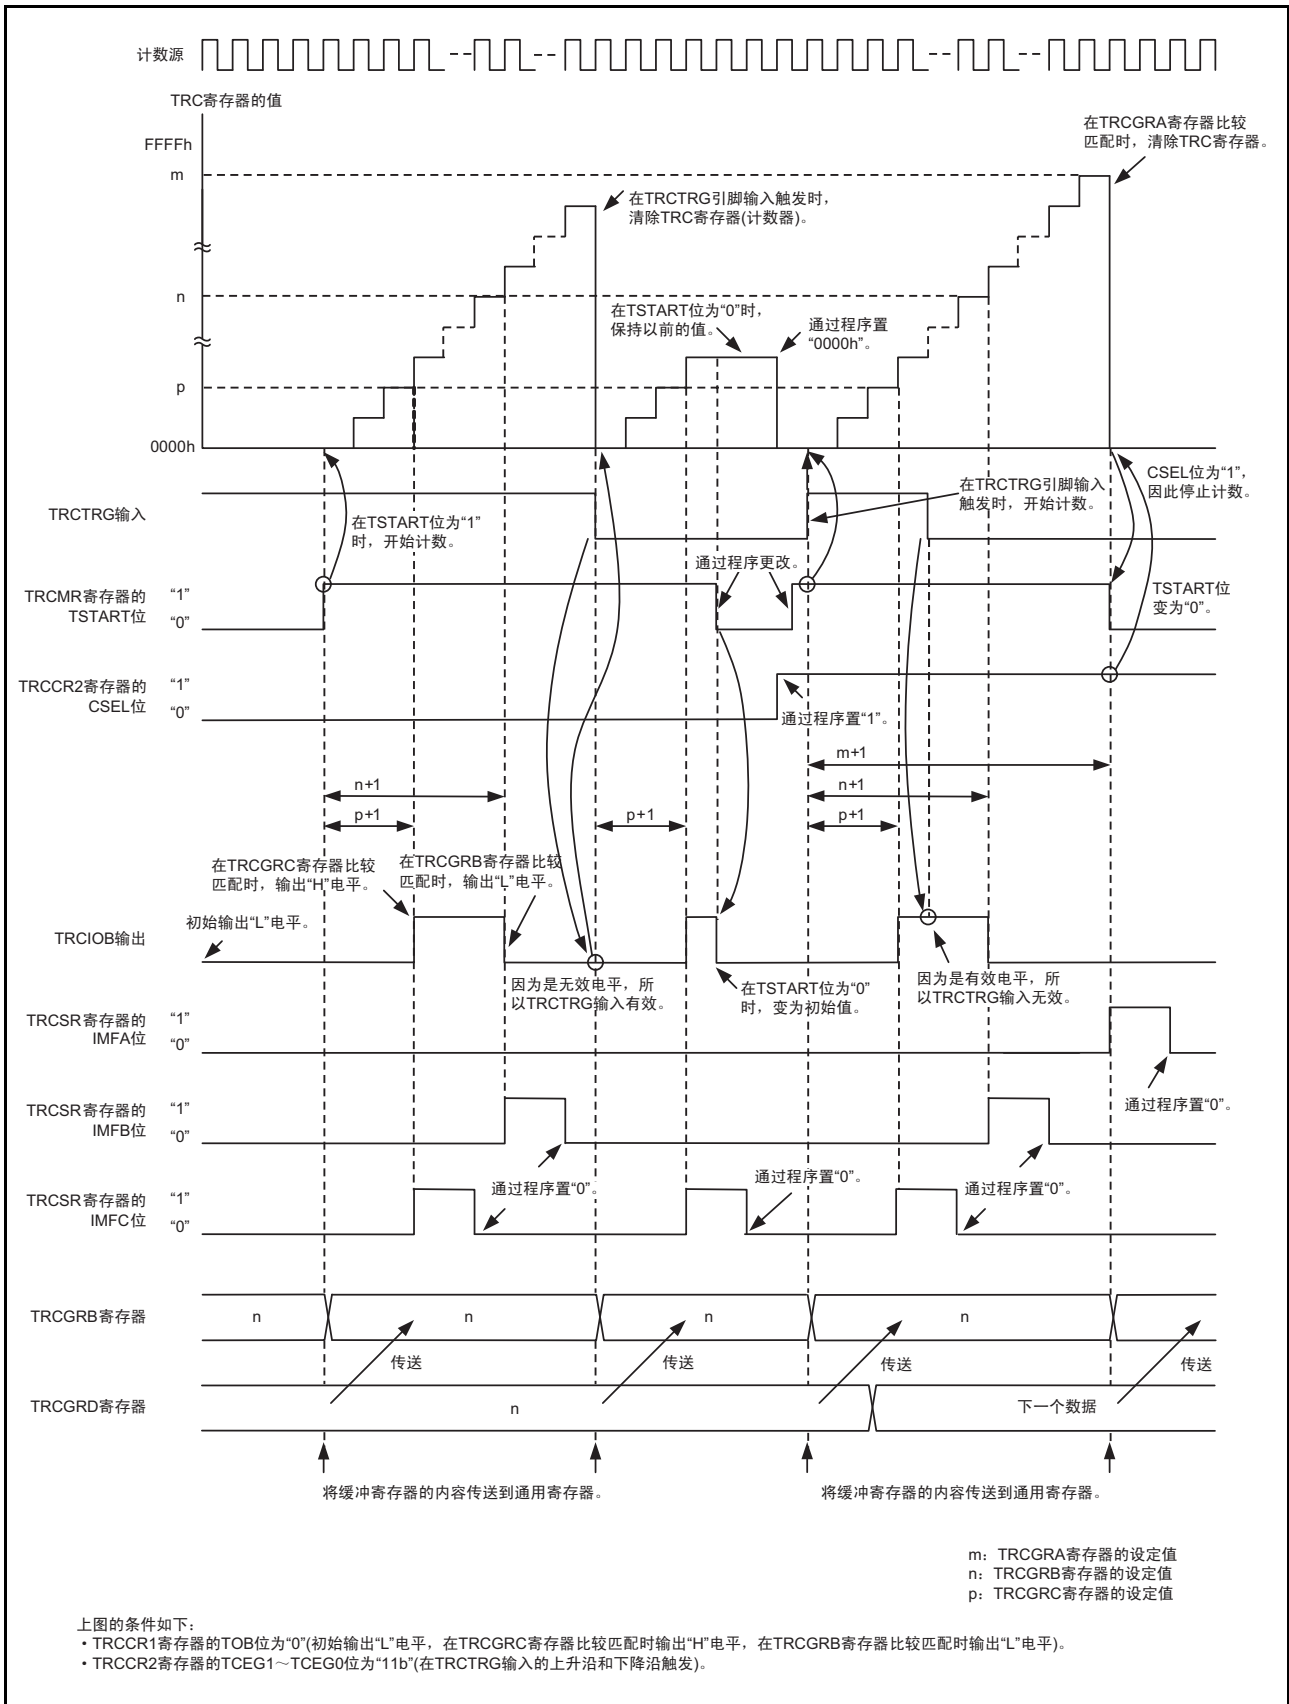 计数源
TRC寄存器的值
FFFFh
m
n
p
0000h
在TRCGRA寄存器比较
匹配时，清除TRC寄存器。
在TRCTRG引脚输入触发时，
清除TRC寄存器(计数器)。
在TSTART位为“0”时，
保持以前的值。
通过程序置
“0000h”。
TRCTRG输入
在TSTART位为“1”
时，开始计数。
在TRCTRG引脚输入
触发时，开始计数。
CSEL位为“1”，
因此停止计数。
通过程序更改。
TRCMR寄存器的
TSTART位
“1”
“0”
TSTART位
变为“0”。
TRCCR2寄存器的
CSEL位
“1”
“0”
通过程序置“1”。
m+1
n+1
n+1
p+1
p+1
p+1
在TRCGRC寄存器比较
匹配时，输出“H”电平。
在TRCGRB寄存器比较
匹配时，输出“L”电平。
初始输出“L”电平。
TRCIOB输出
因为是无效电平，所
以TRCTRG输入有效。
在TSTART位为“0”
时，变为初始值。
因为是有效电平，所
以TRCTRG输入无效。
TRCSR寄存器的
IMFA位
“1”
“0”
通过程序置“0”。
TRCSR寄存器的
IMFB位
“1”
“0”
通过程序置“0”。
通过程序置“0”。
通过程序置“0”。
TRCSR寄存器的
IMFC位
“1”
“0”
TRCGRB寄存器
n
n
n
n
传送
传送
传送
传送
TRCGRD寄存器
n
下一个数据
将缓冲寄存器的内容传送到通用寄存器。
将缓冲寄存器的内容传送到通用寄存器。
m：TRCGRA寄存器的设定值
n：TRCGRB寄存器的设定值
p：TRCGRC寄存器的设定值
上图的条件如下：
・TRCCR1寄存器的TOB位为“0”(初始输出“L”电平，在TRCGRC寄存器比较匹配时输出“H”电平，在TRCGRB寄存器比较匹配时输出“L”电平)。
・TRCCR2寄存器的TCEG1～TCEG0位为“11b”(在TRCTRG输入的上升沿和下降沿触发)。